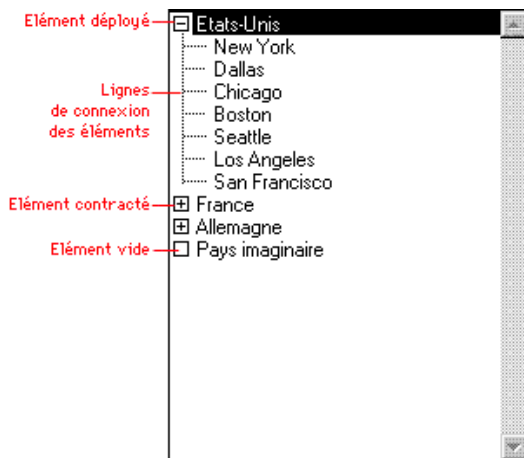 Elément déployé
Etats-Unis
New York
Dallas
Lignes
de connexion
des éléments
Chicago
Boston
Seattle
Los Angeles
San Francisco
Elément contracté
France
Allemagne
Elément vide
Pays imaginaire